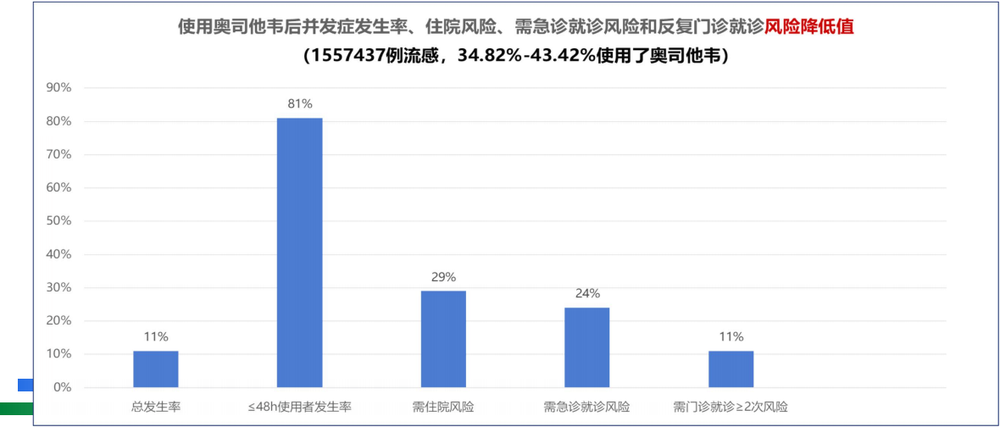 使用奥司他韦后并发症发生率、住院风险、需急诊就诊风险和反复门诊就诊风险降低值
（1557437例流感，34.82%-43.42%使用了奥司他韦）
90%
80%
70%
60%
50%
40%
30%
20%
10%
0%
11%
81%
29%
24%
11%
总发生率
≤48h使用者发生率
需住院风险
需急诊就诊风险
需门诊就诊≥2次风险